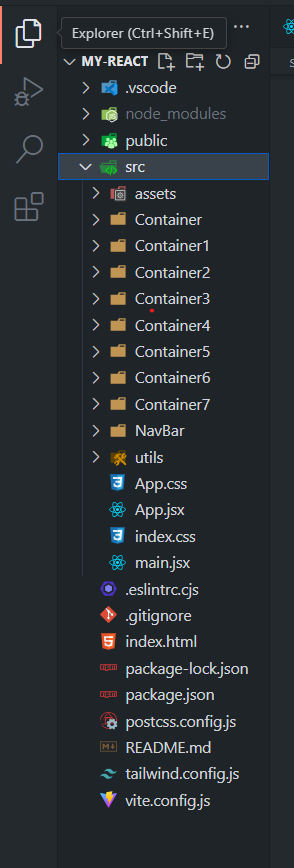 Explorer (Ctrl+Shift+E)
...
MY-REACT
.vscode
node_modules
public
src
assets
Container
Container1
Container2
Container3
Container4
Container5
Container6
Container7
NavBar
utils
App.css
App.jsx
index.css
main.jsx
.eslintrc.cjs
.gitignore
index.html
package-lock.json
package.json
postcss.config.js
README.md
tailwind.config.js
vite.config.js